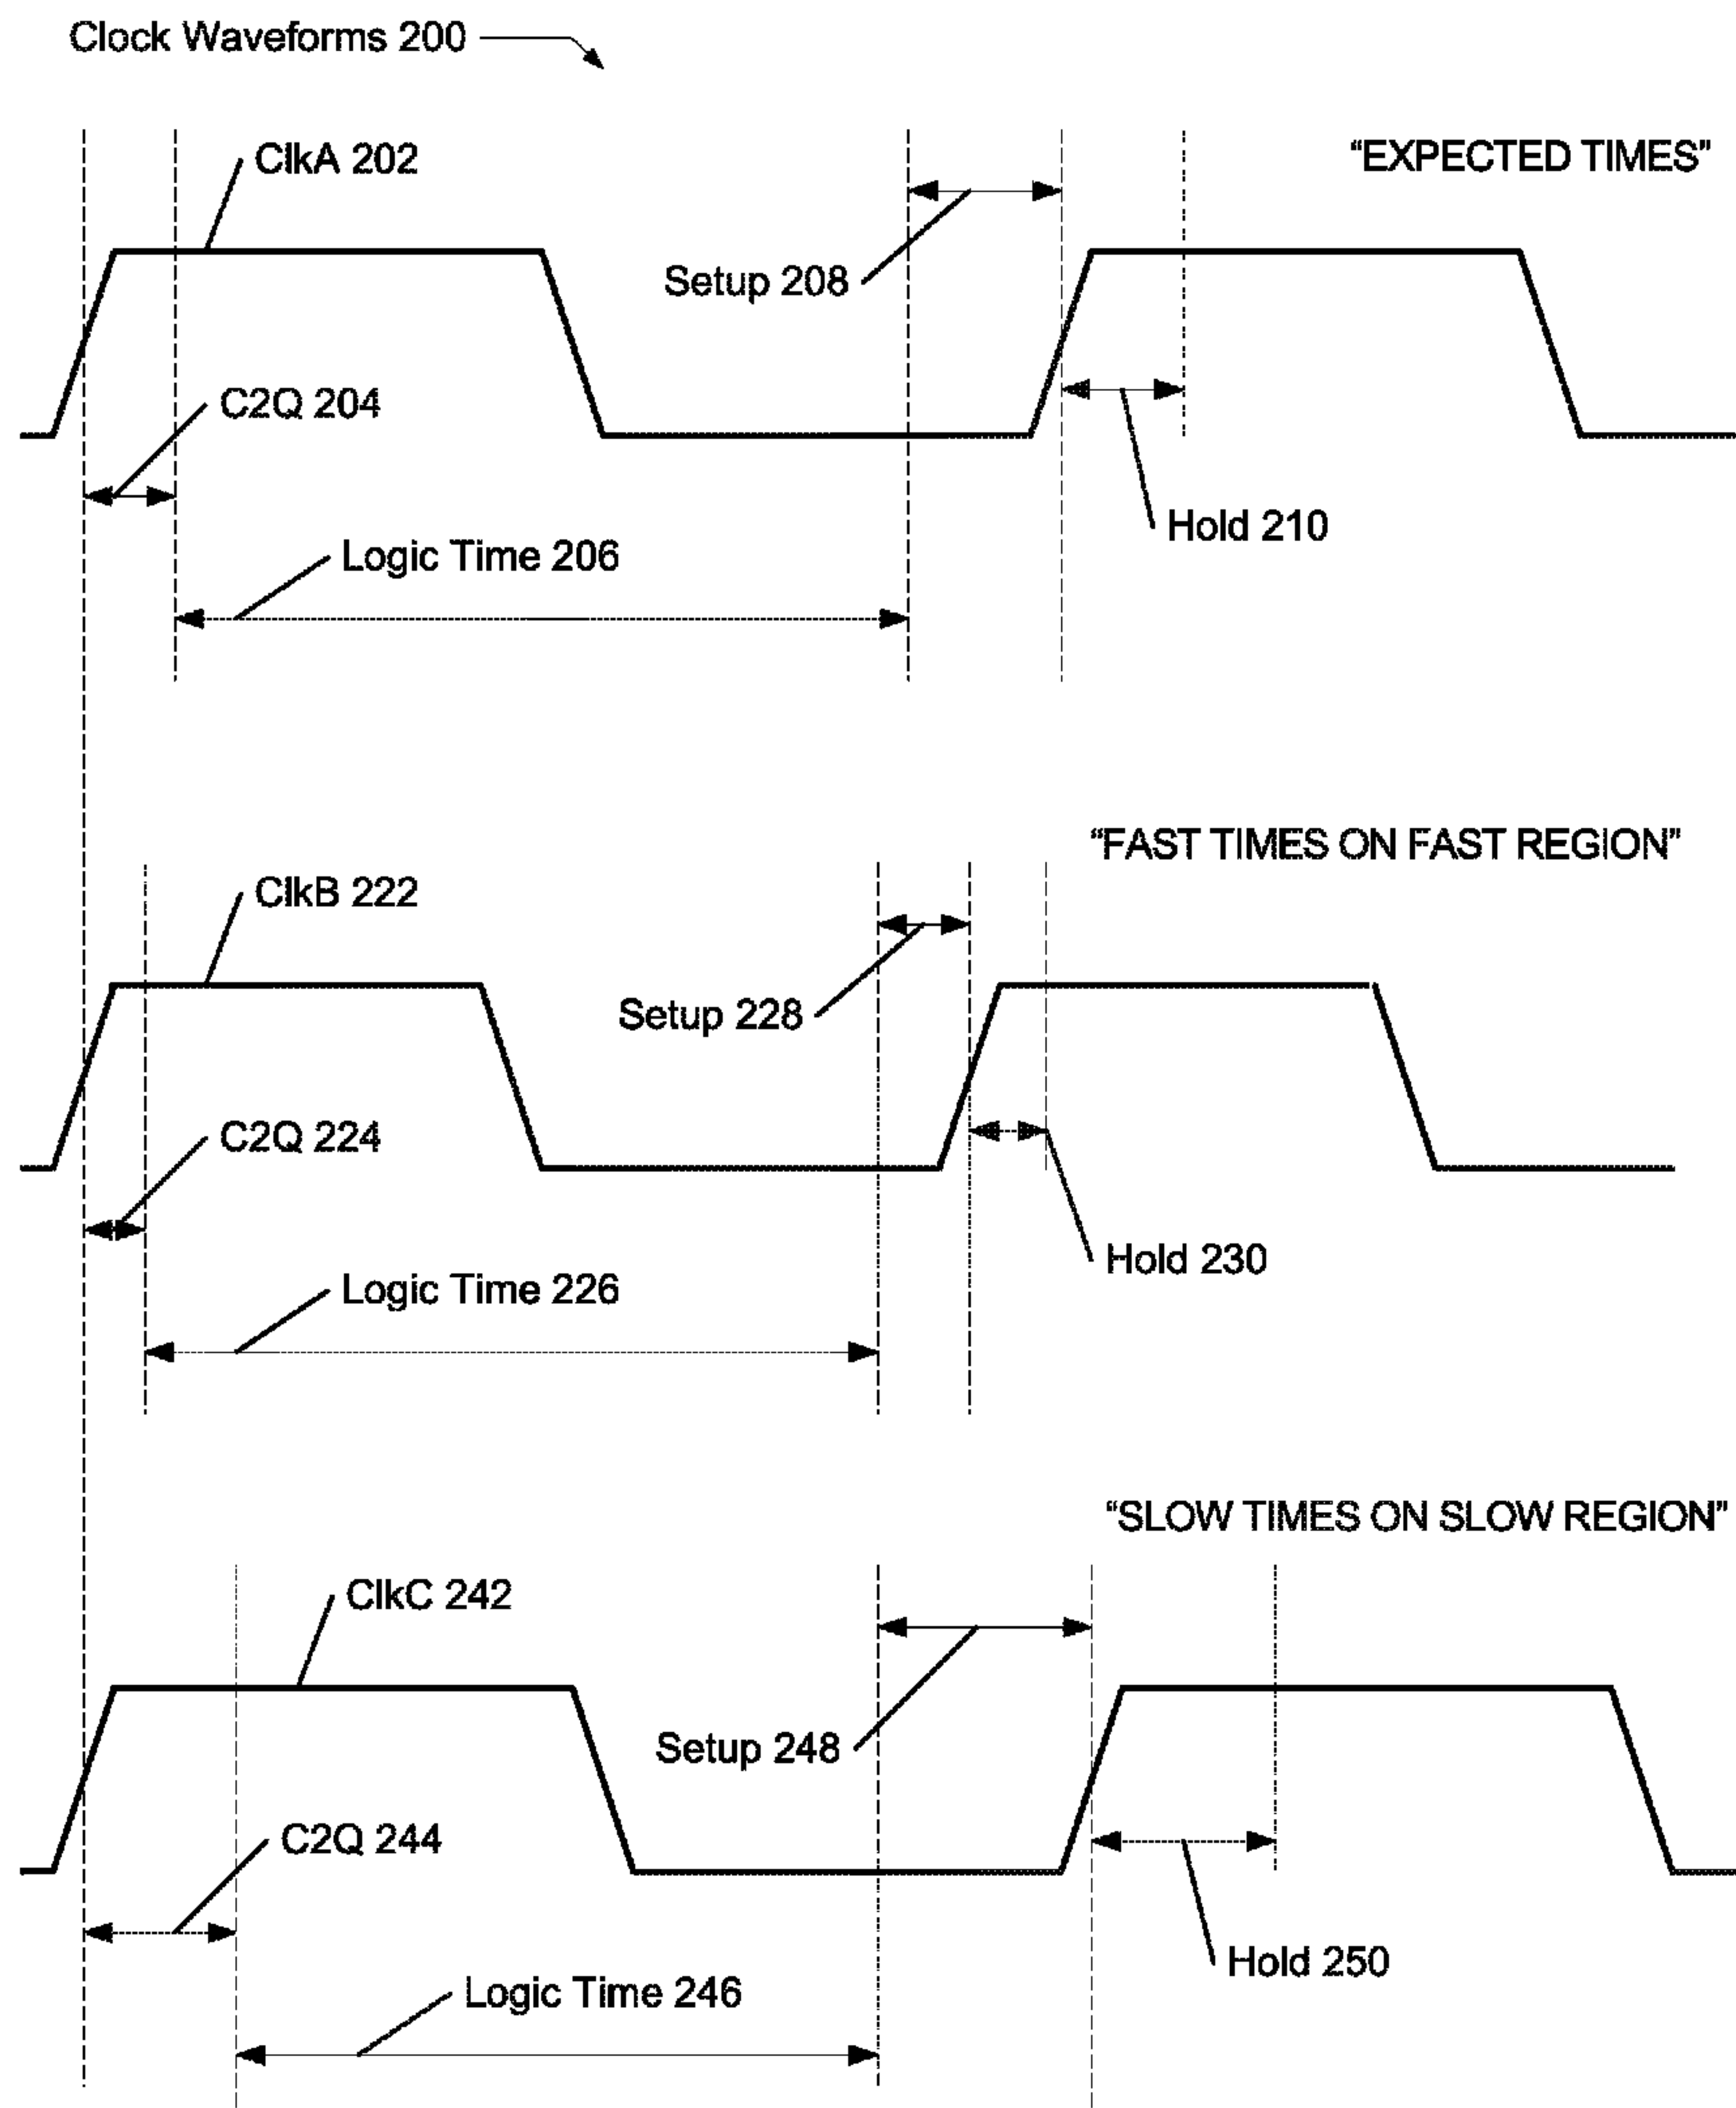 Clock Waveforms 200
ClkA 202
“EXPECTED TIMES”
Setup 208
C2Q 204
Hold 210
Logic Time 206
“FAST TIMES ON FAST REGION”
ClkB 222
Setup 228
C2Q 224
Hold 230
Logic Time 226
“SLOW TIMES ON SLOW REGION”
ClkC 242
Setup 248
C2Q 244
Hold 250
Logic Time 246